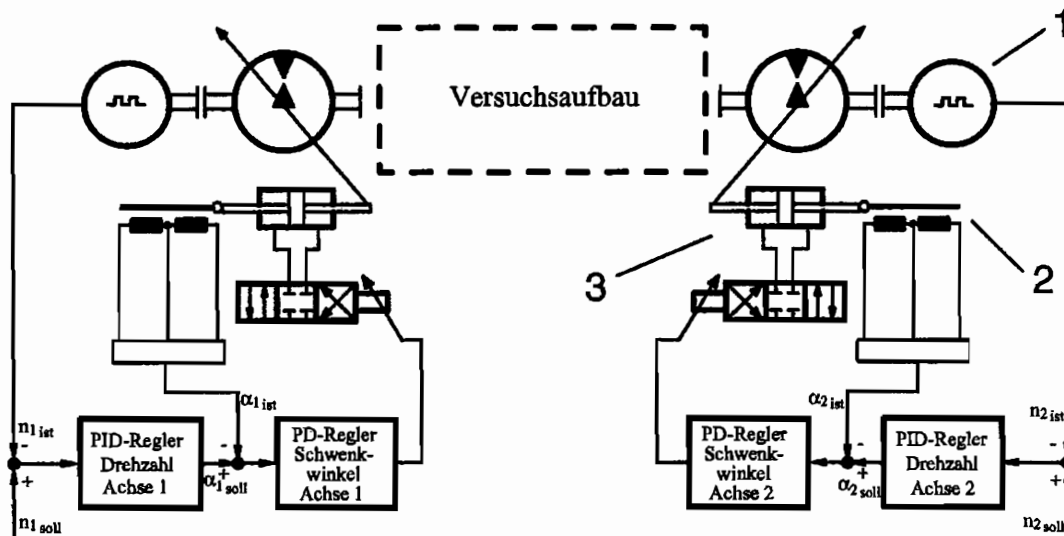 1
Versuchsaufbau
2
3
α1 ist
α2 ist
n1 ist
n2 ist
-
-
-
-
PID-Regler
Drehzahl
Achse 1
PD-Regler
Schwenk-
winkel
Achse 1
PD-Regler
Schwenk-
winkel
Achse 2
PID-Regler
Drehzahl
Achse 2
+
+
+
+
α1 soll
α2 soll
n1 soll
n2 soll